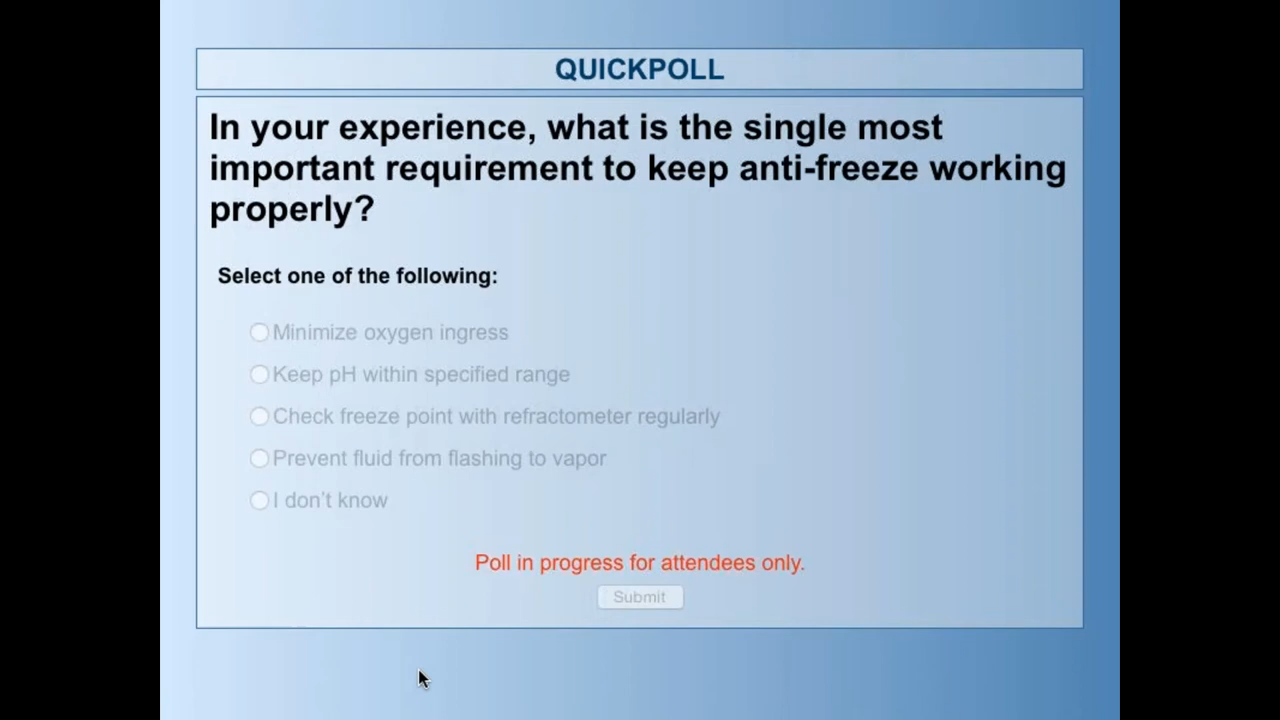 QUICKPOLL
In your experience, what is the single most
important requirement to keep anti-freeze working
properly?
Select one of the following:
Minimize oxygen ingress
Keep pH within specified range
Check freeze point with refractometer regularly
Prevent fluid from flashing to vapor
I don't know
Poll in progress for attendees only.
Submit